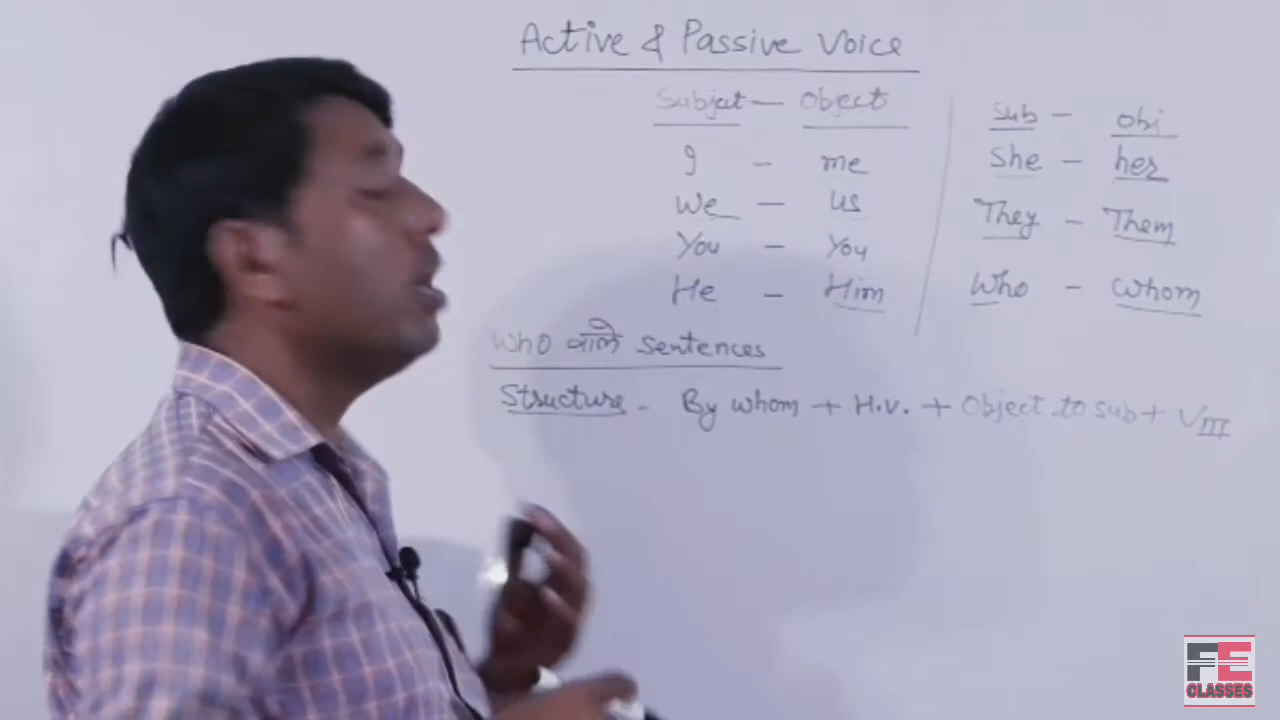 Active & Passive Voice
Subject — Object
I — me
We — us
You — You
He — Him
Sub — obj
She — her
They — Them
Who — whom
Who वाले Sentences
Structure - By whom + H.V. + Object to sub + VIII
FE
CLASSES